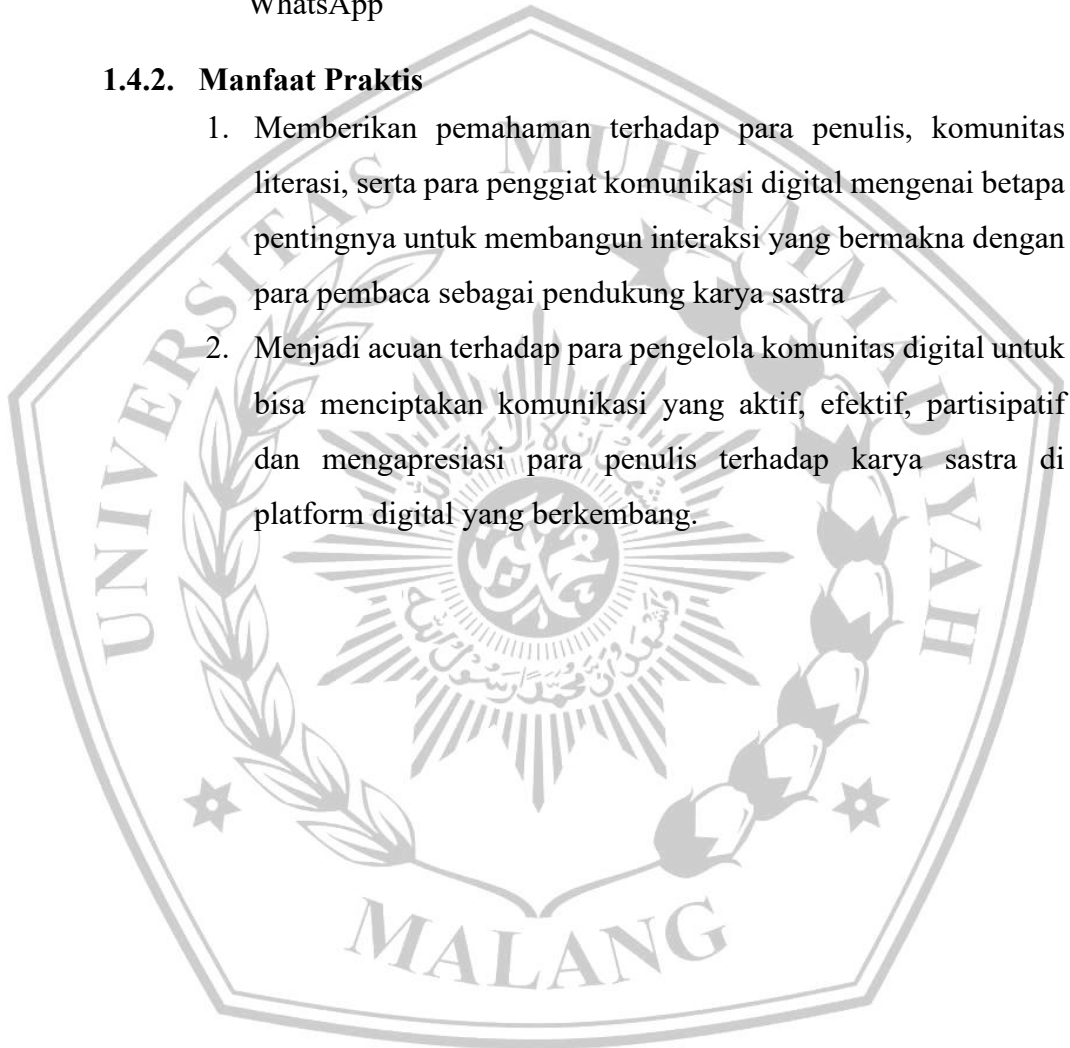 WhatsApp
1.4.2. Manfaat Praktis
1. Memberikan pemahaman terhadap para penulis, komunitas
literasi, serta para penggiat komunikasi digital mengenai betapa
pentingnya untuk membangun interaksi yang bermakna dengan
para pembaca sebagai pendukung karya sastra
2. Menjadi acuan terhadap para pengelola komunitas digital untuk
bisa menciptakan komunikasi yang aktif, efektif, partisipatif
dan mengapresiasi para penulis terhadap karya sastra di
platform digital yang berkembang.
UNIVERSITAS MUHAMMADIYAH
MALANG